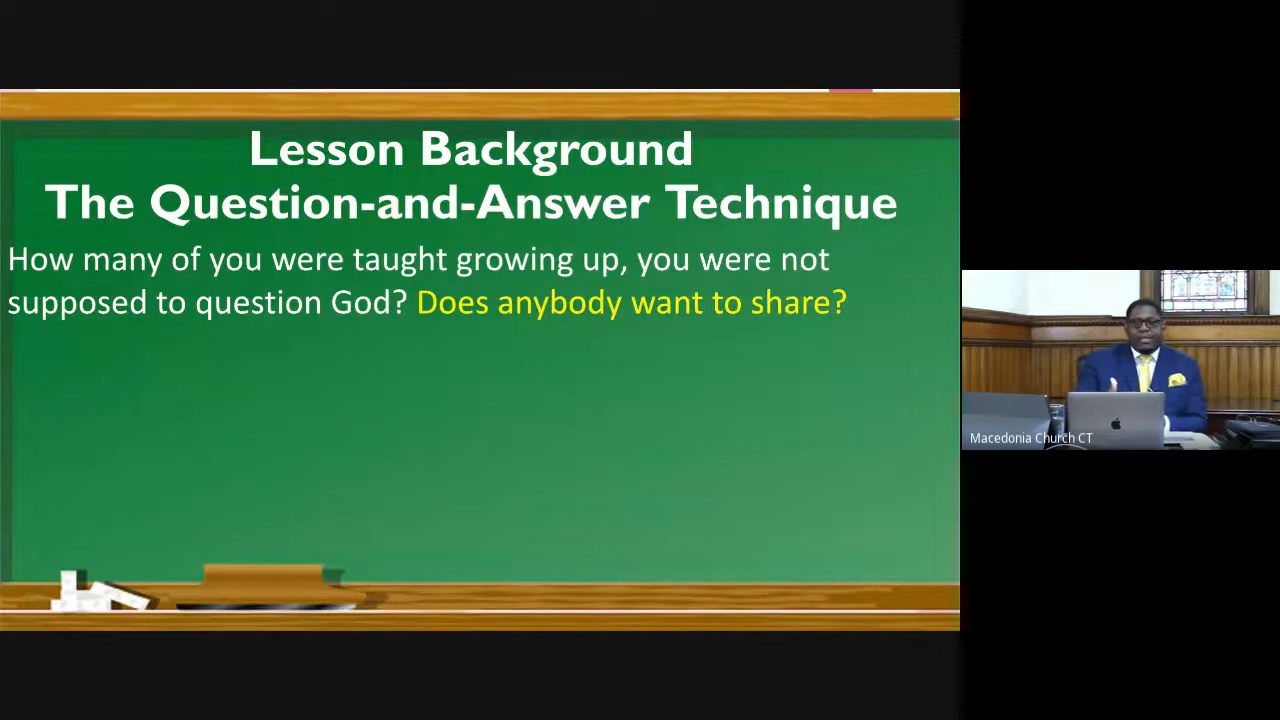 Lesson Background
The Question-and-Answer Technique
How many of you were taught growing up, you were not
supposed to question God? Does anybody want to share?
Macedonia Church CT